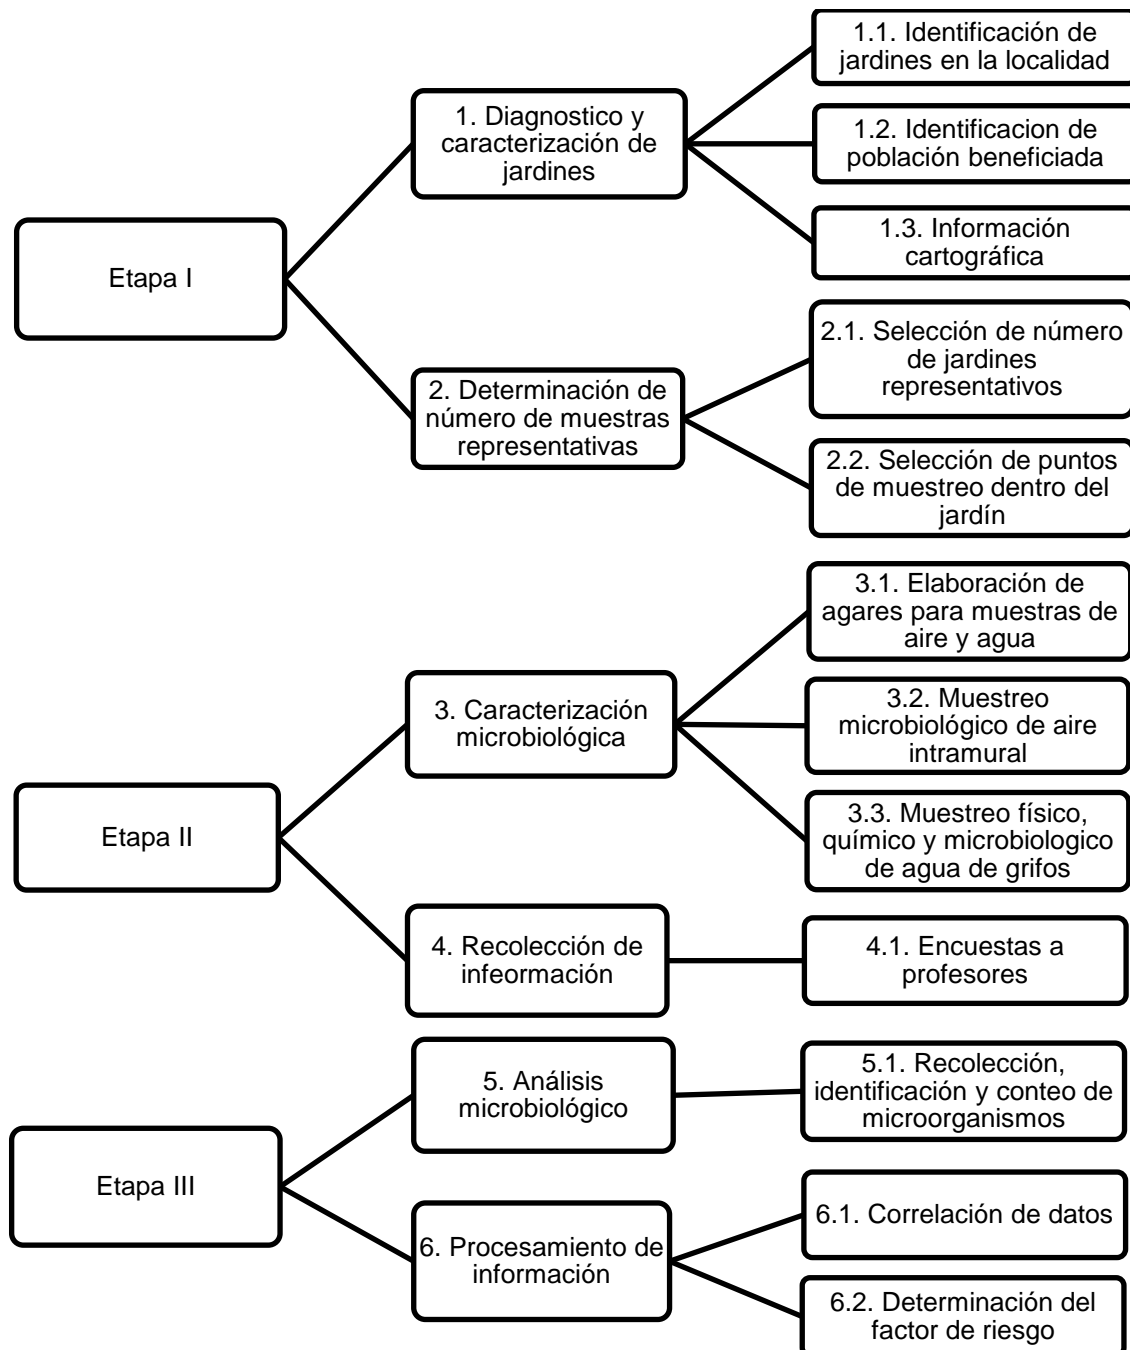 Etapa I
1. Diagnostico y
caracterización de
jardines
1.1. Identificación de
jardines en la localidad
1.2. Identificacion de
población beneficiada
1.3. Información
cartográfica
2. Determinación de
número de muestras
representativas
2.1. Selección de número
de jardines
representativos
2.2. Selección de puntos
de muestreo dentro del
jardín
Etapa II
3. Caracterización
microbiológica
3.1. Elaboración de
agares para muestras de
aire y agua
3.2. Muestreo
microbiológico de aire
intramural
3.3. Muestreo físico,
químico y microbiologico
de agua de grifos
4. Recolección de
infeormación
4.1. Encuestas a
profesores
Etapa III
5. Análisis
microbiológico
5.1. Recolección,
identificación y conteo de
microorganismos
6. Procesamiento de
información
6.1. Correlación de datos
6.2. Determinación del
factor de riesgo